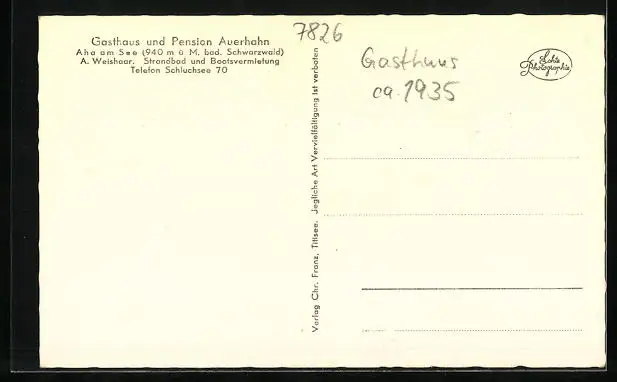 Gasthaus und Pension Auerhahn
Aha am See (940 m ü M. bad. Schwarzwald)
A. Weishaar. Strandbad und Bootsvermietung
Telefon Schluchsee 70
7826
Verlag Chr. Franz, Titisee. Jegliche Art Vervielfältigung ist verboten
Gasthaus
ca. 1935
Echte
Photographie